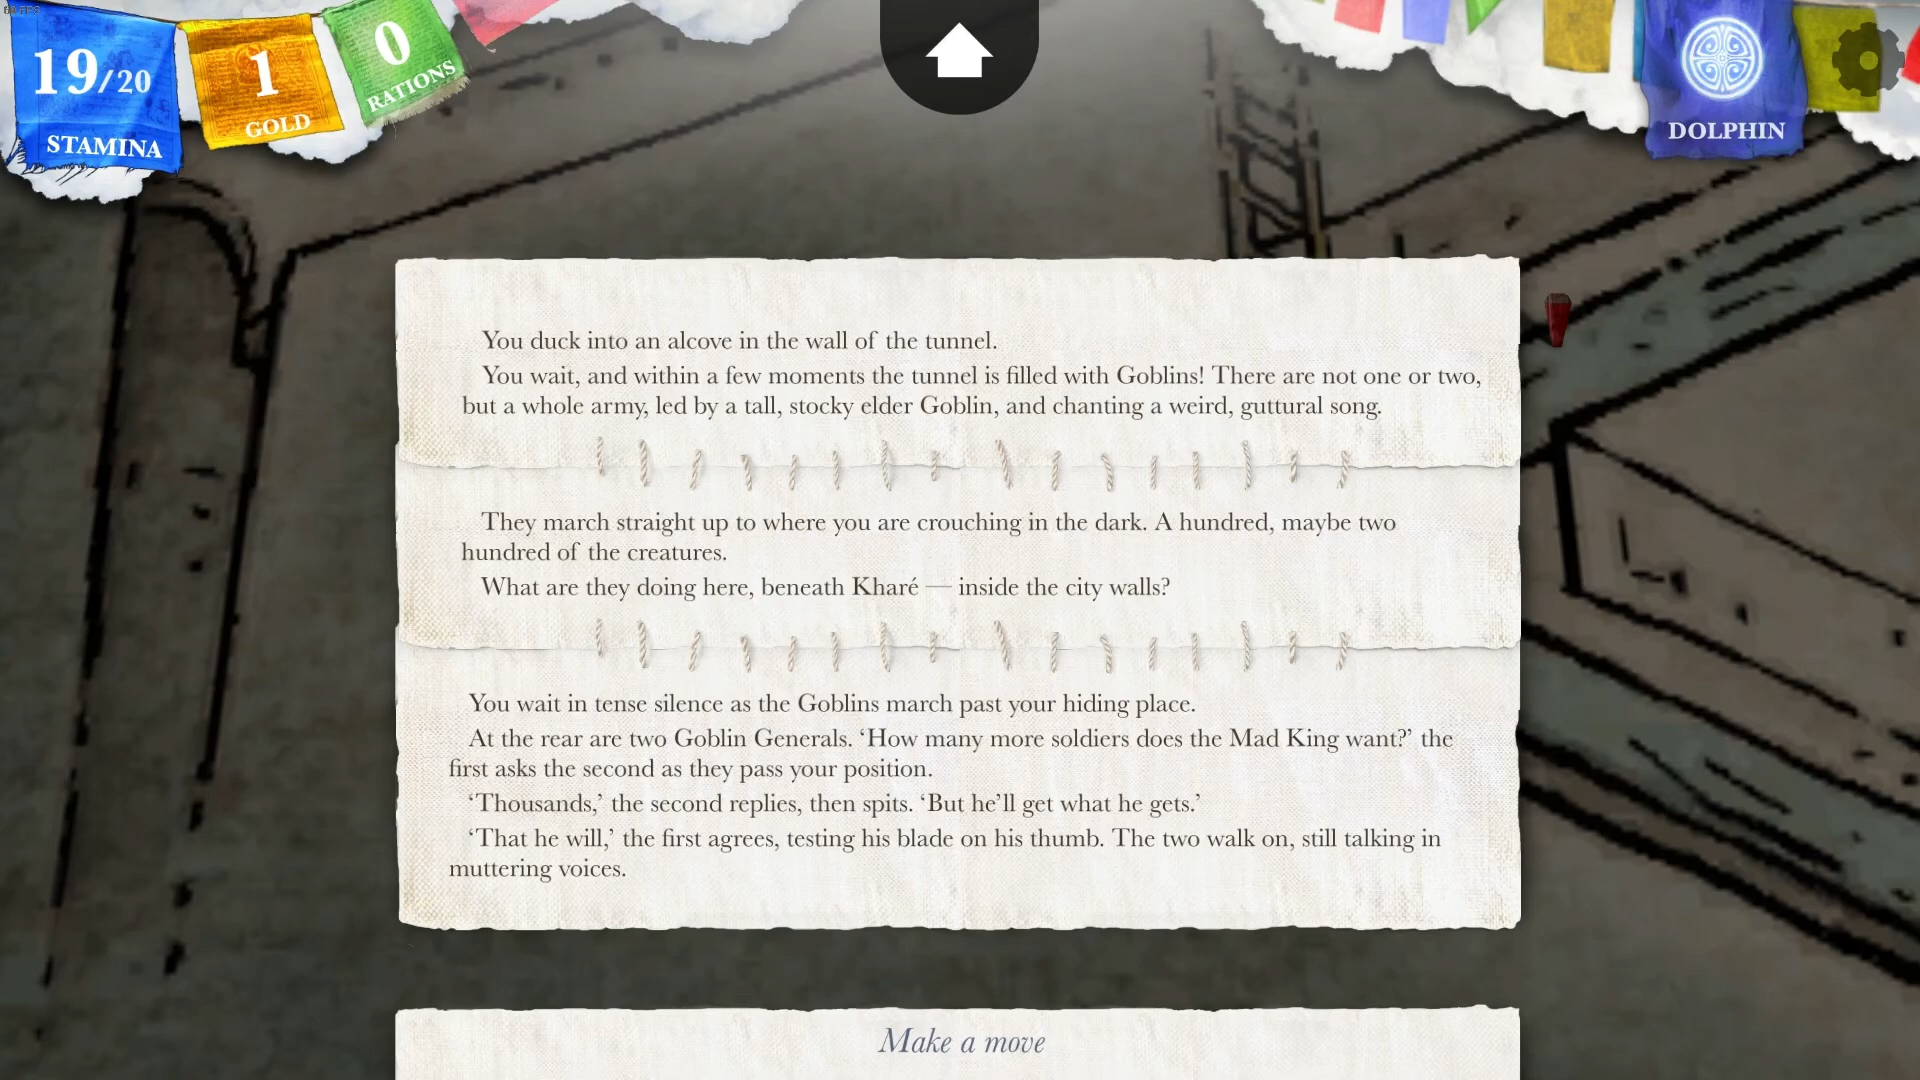 60 FPS
19/20
STAMINA
1
GOLD
0
RATIONS
DOLPHIN
You duck into an alcove in the wall of the tunnel.
You wait, and within a few moments the tunnel is filled with Goblins! There are not one or two,
but a whole army, led by a tall, stocky elder Goblin, and chanting a weird, guttural song.
They march straight up to where you are crouching in the dark. A hundred, maybe two
hundred of the creatures.
What are they doing here, beneath Kharé — inside the city walls?
You wait in tense silence as the Goblins march past your hiding place.
At the rear are two Goblin Generals. ‘How many more soldiers does the Mad King want?’ the
first asks the second as they pass your position.
‘Thousands,’ the second replies, then spits. ‘But he’ll get what he gets.’
‘That he will,’ the first agrees, testing his blade on his thumb. The two walk on, still talking in
muttering voices.
Make a move